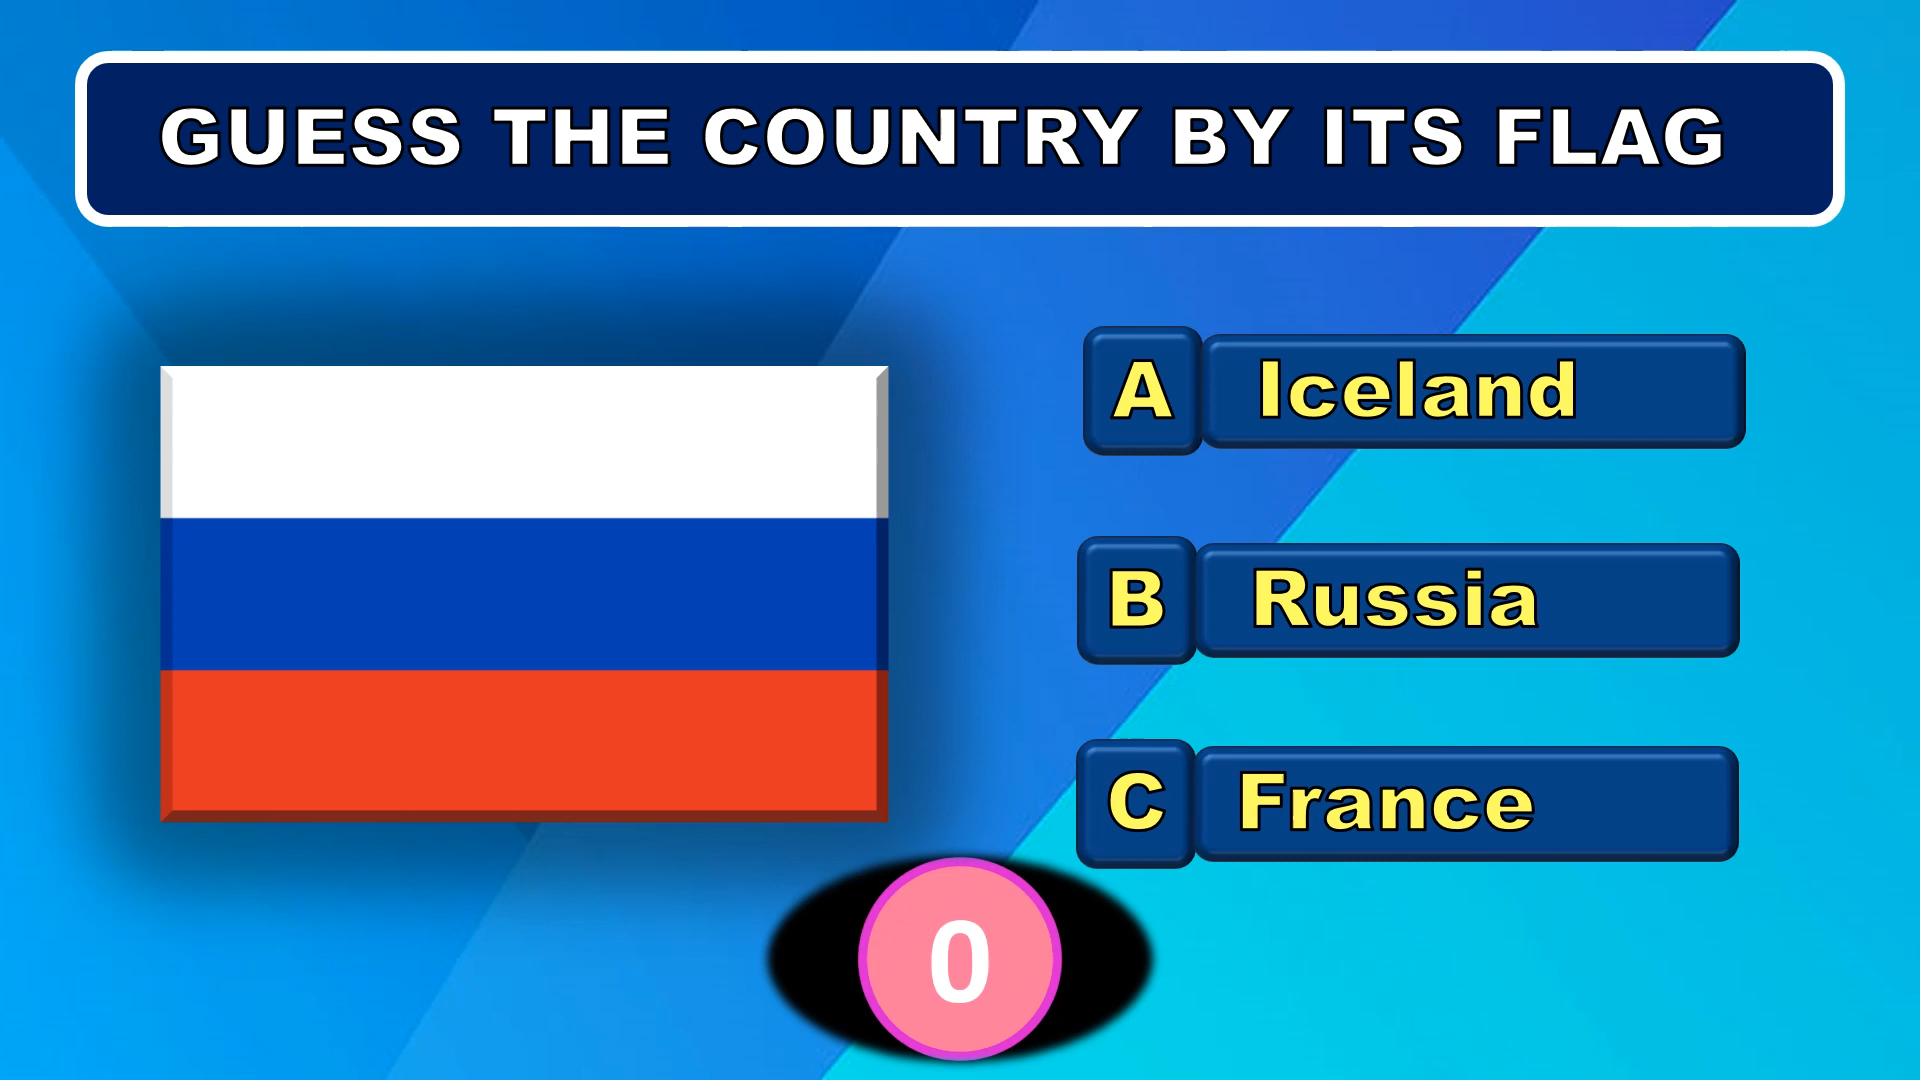 GUESS THE COUNTRY BY ITS FLAG
A Iceland
B Russia
C France
0